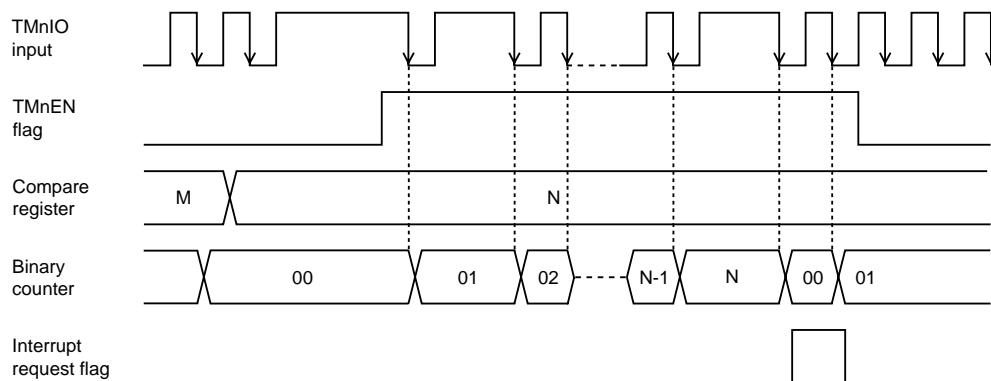 TMnIO
input
TMnEN
flag
Compare
register
M
N
Binary
counter
00
01
02
N-1
N
00
01
Interrupt
request flag